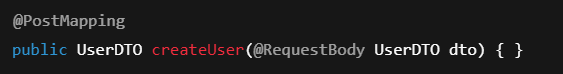 @PostMapping
public UserDTO createUser(@RequestBody UserDTO dto) { }